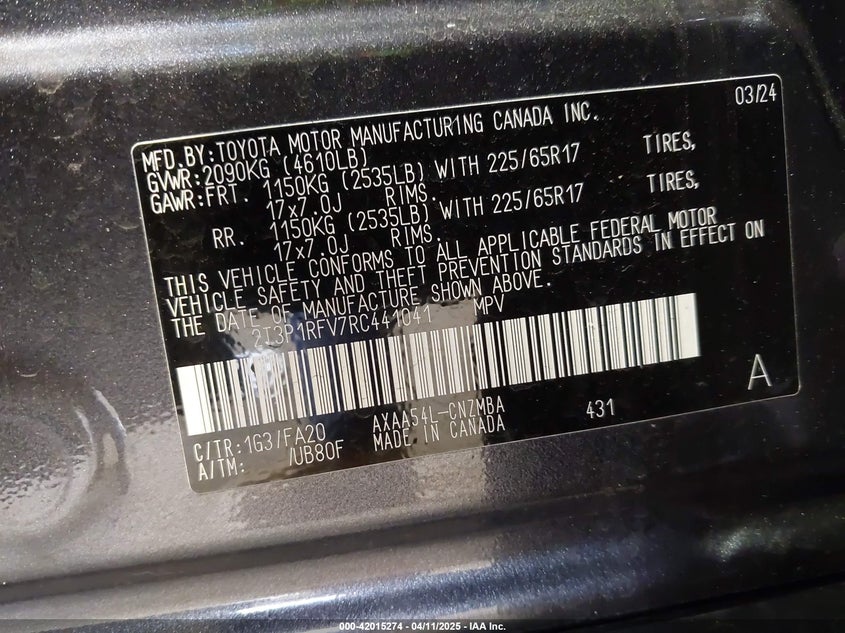 03/24
MFD.BY:TOYOTA MOTOR MANUFACTUR1NG CANADA INC.
GVWR:2090KG (4610LB)
GAWR:FRT. 1150KG (2535LB) WITH 225/65R17 TIRES,
17x7.0J RIMS.
RR. 1150KG (2535LB) WITH 225/65R17 TIRES,
17x7.0J RIMS.
THIS VEHICLE CONFORMS TO ALL APPLICABLE FEDERAL MOTOR
VEHICLE SAFETY AND THEFT PREVENTION STANDARDS IN EFFECT ON
THE DATE OF MANUFACTURE SHOWN ABOVE.
2T3P1RFV7RC441041 MPV
A
C/TR:1G3/FA20 AXAA54L-CNZMBA 431
A/TM: /UB80F MADE IN CANADA
000-42015274 - 04/11/2025 - IAA Inc.